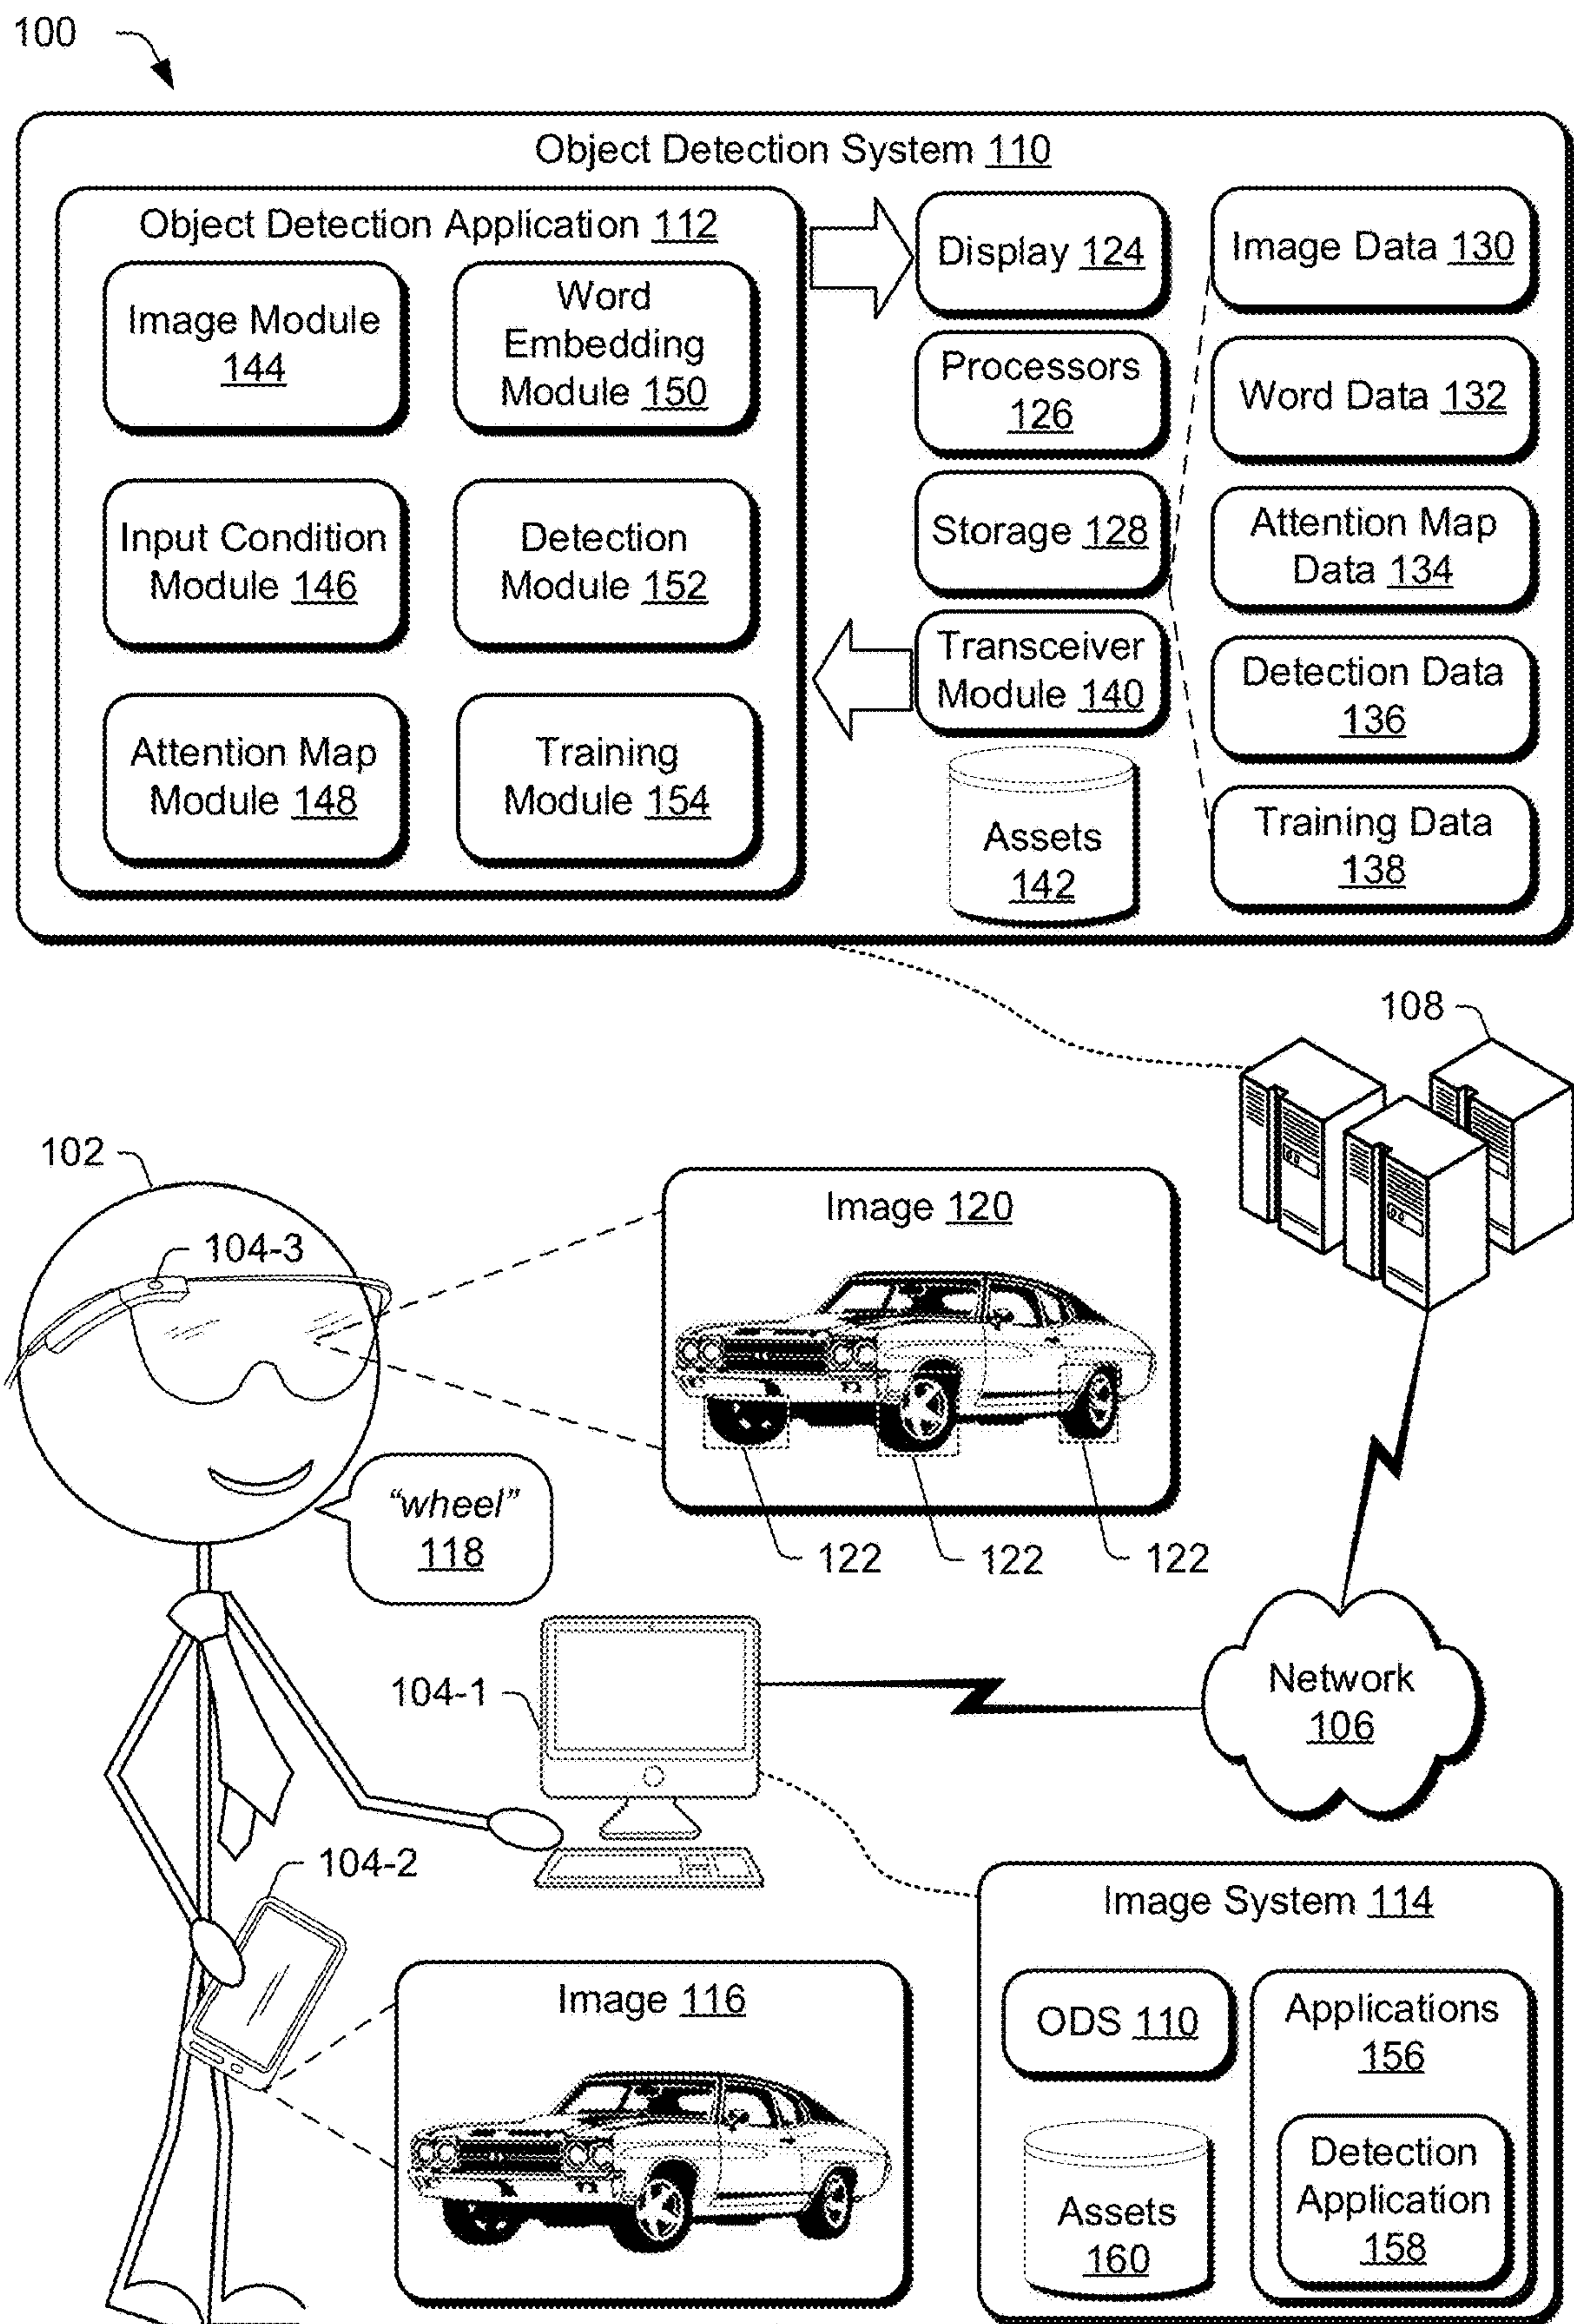 100
Object Detection System 110
Object Detection Application 112
Image Module
144
Word
Embedding
Module 150
Input Condition
Module 146
Detection
Module 152
Attention Map
Module 148
Training
Module 154
Display 124
Processors
126
Storage 128
Transceiver
Module 140
Assets
142
Image Data 130
Word Data 132
Attention Map
Data 134
Detection Data
136
Training Data
138
108
102
104-3
Image 120
"wheel"
118
122
122
122
104-1
Network
106
104-2
Image 116
Image System 114
ODS 110
Assets
160
Applications
156
Detection
Application
158